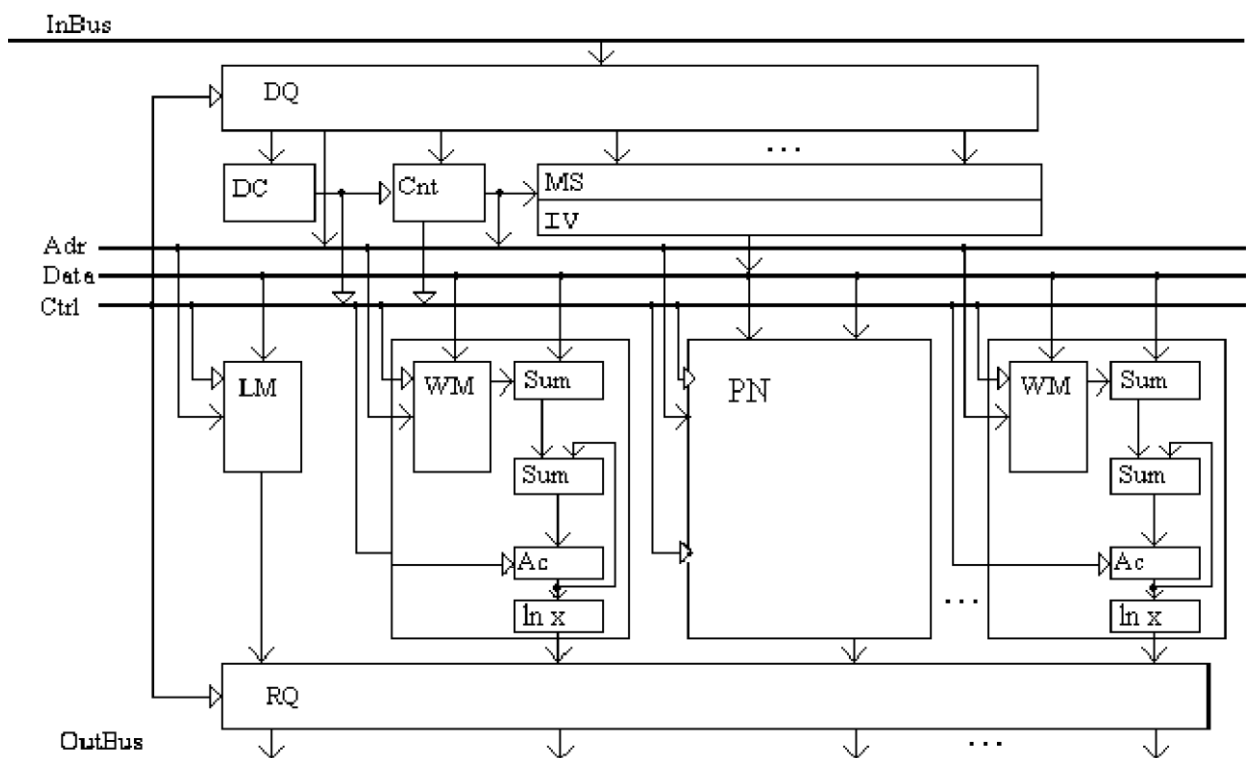 InBus
DQ
...
DC
Cnt
MS
IV
Adr
Data
Ctrl
LM
WM
Sum
Sum
Ac
ln x
PN
...
WM
Sum
Sum
Ac
ln x
RQ
OutBus
...